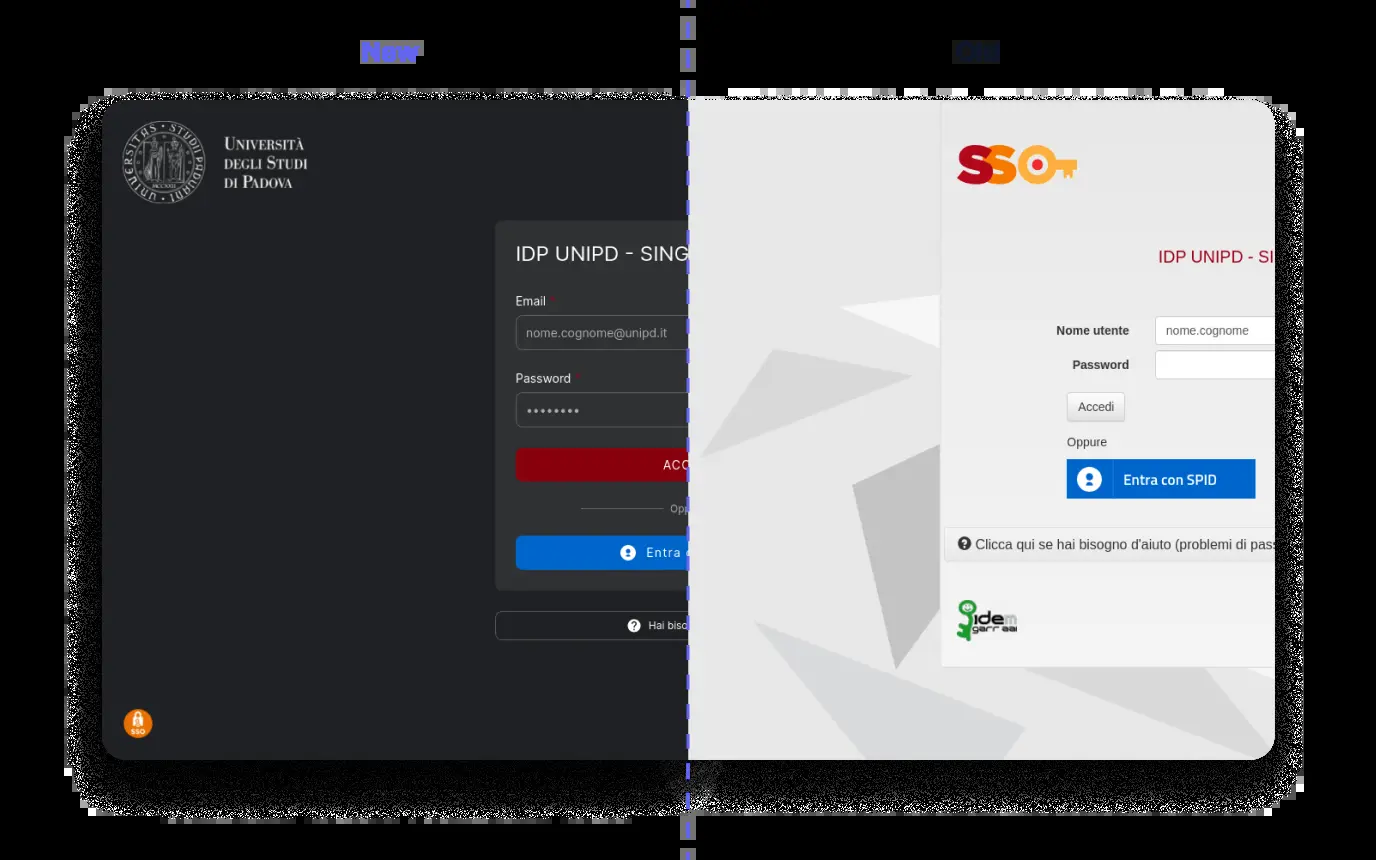 New
Old
UNIVERSITÀ
DEGLI STUDI
DI PADOVA
IDP UNIPD - SING
Email *
nome.cognome@unipd.it
Password *
ACC
Opp
Entra
Hai biso
SSO
SSO
IDP UNIPD - SI
Nome utente
nome.cognome
Password
Accedi
Oppure
Entra con SPID
Clicca qui se hai bisogno d'aiuto (problemi di pass
idem
garr aai